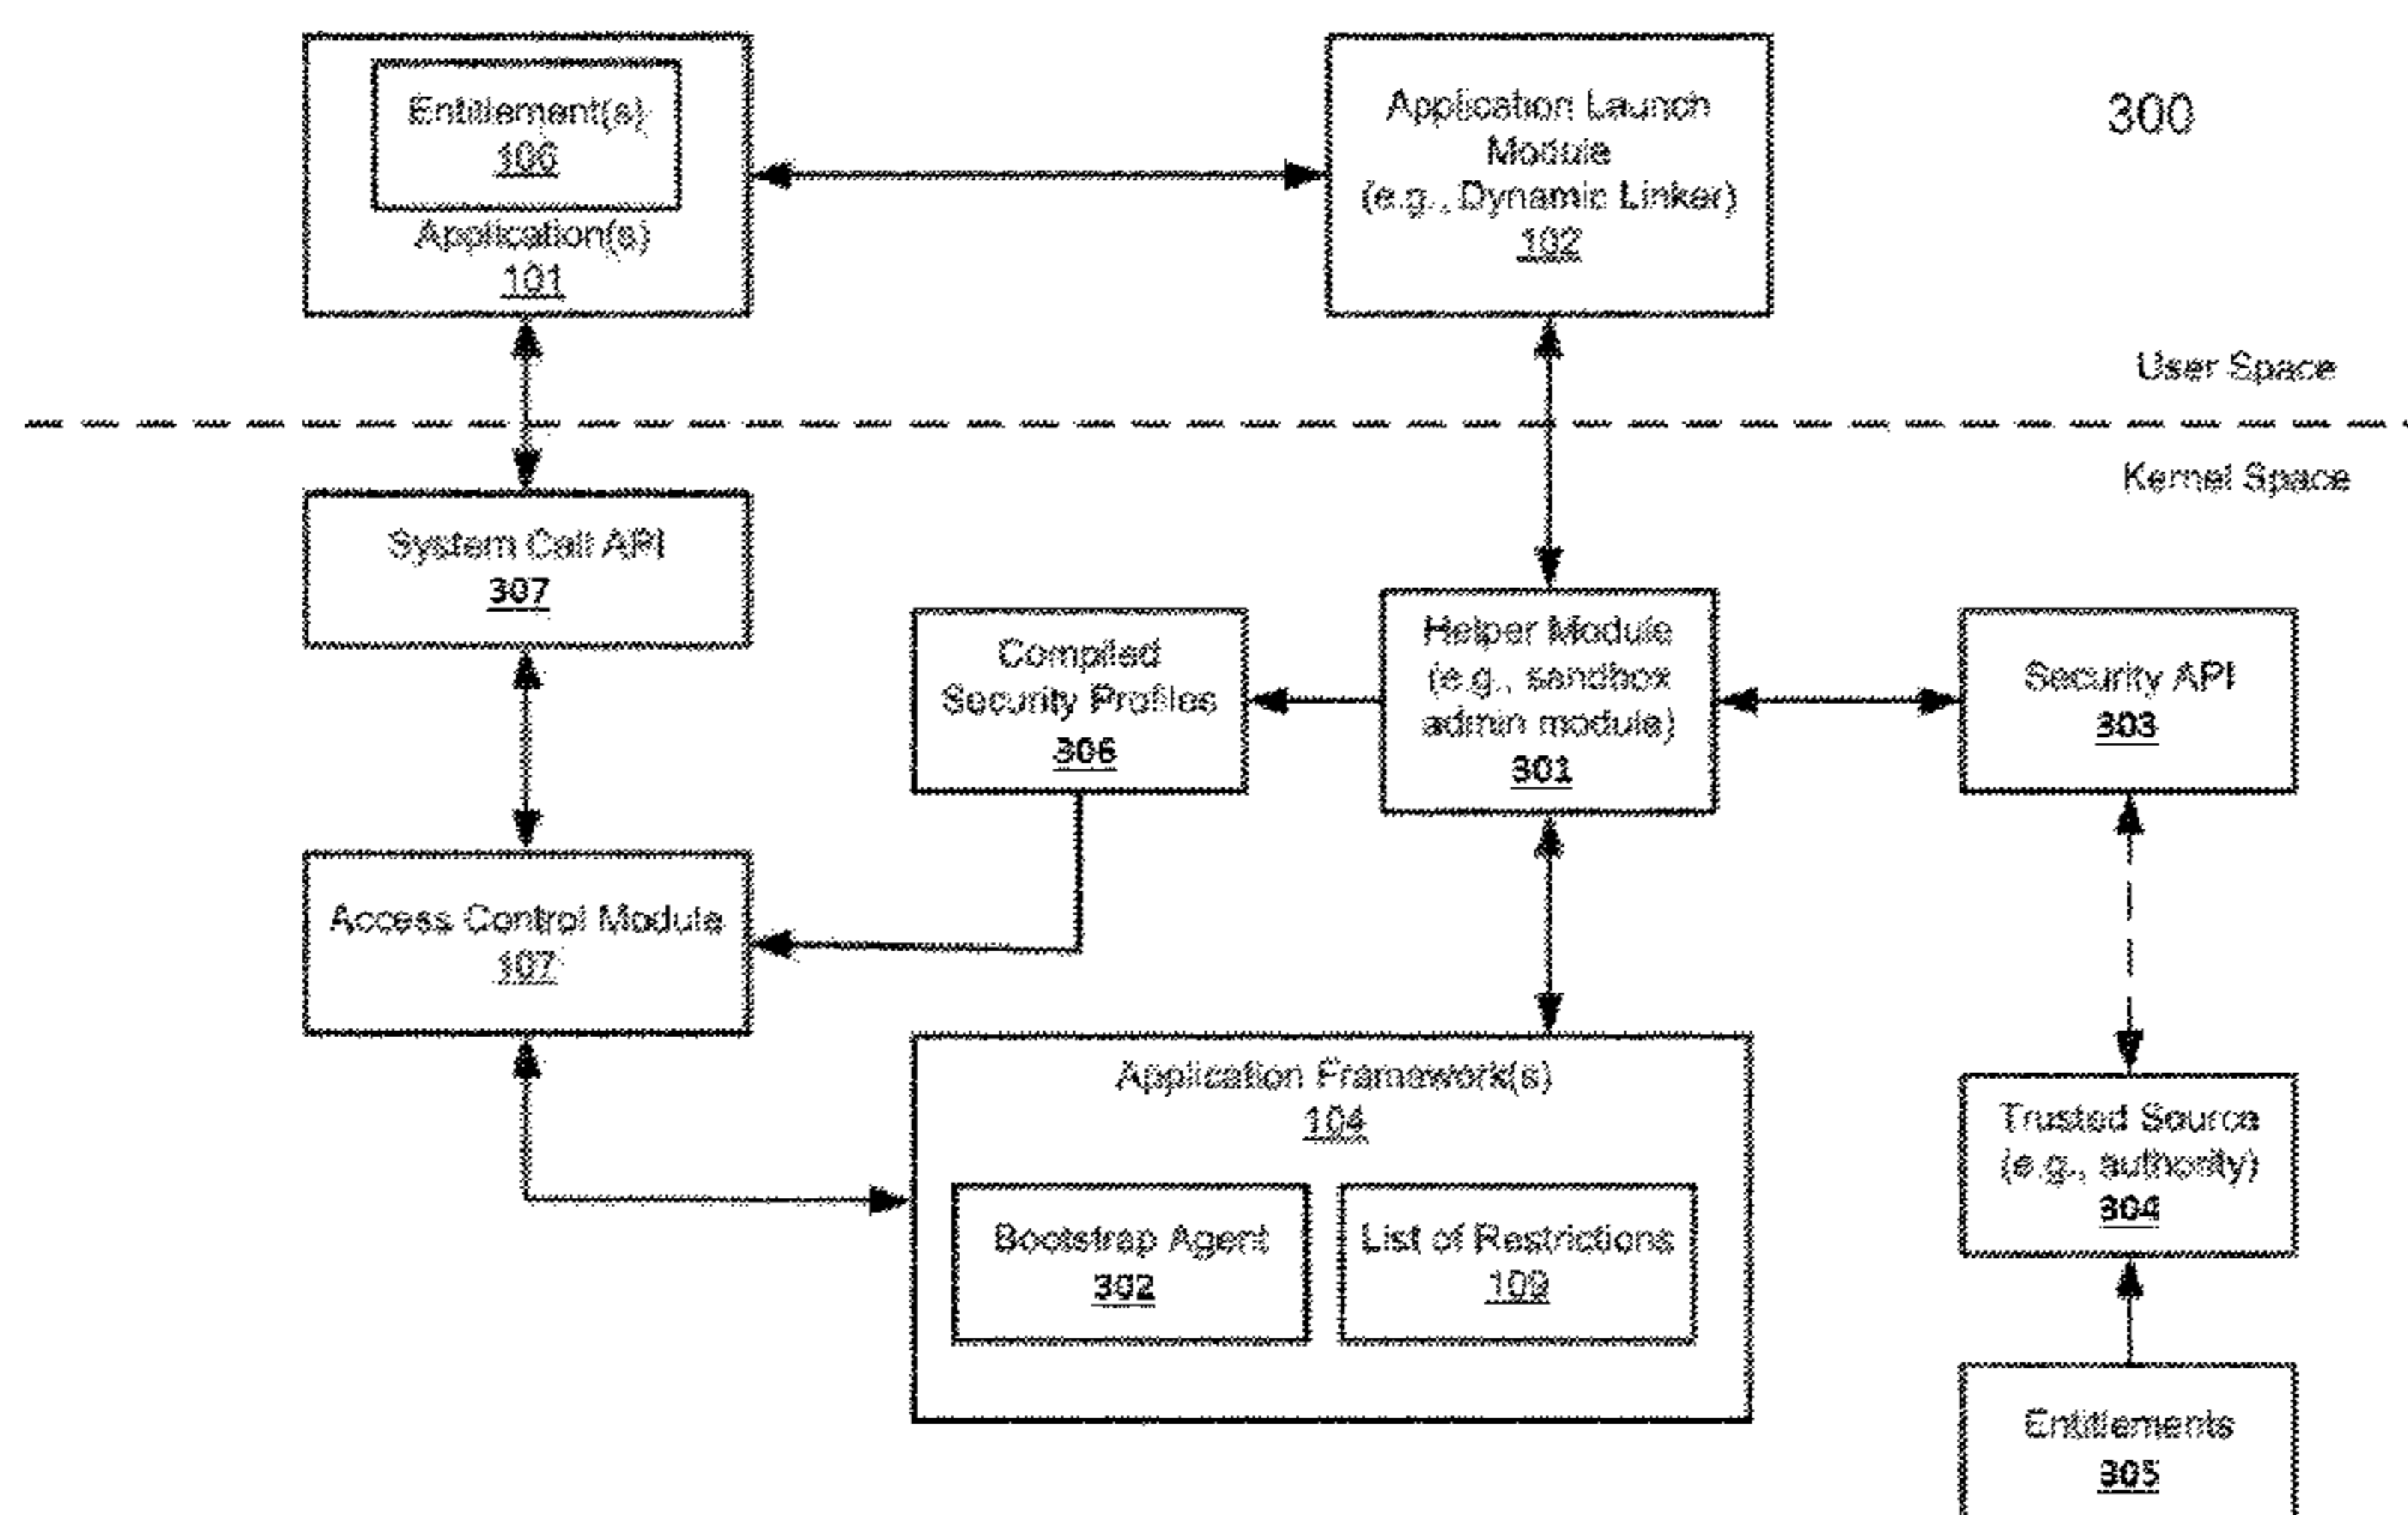 Entitlement(s)
106
Application(s)
101
Application Launch
Module
(e.g., Dynamic Linker)
102
300
User Space
Kernel Space
System Call API
307
Compiled
Security Profiles
306
Helper Module
(e.g., sandbox
admin module)
301
Security API
303
Access Control Module
107
Application Framework(s)
104
Bootstrap Agent
302
List of Restrictions
109
Trusted Source
(e.g., authority)
304
Entitlements
305